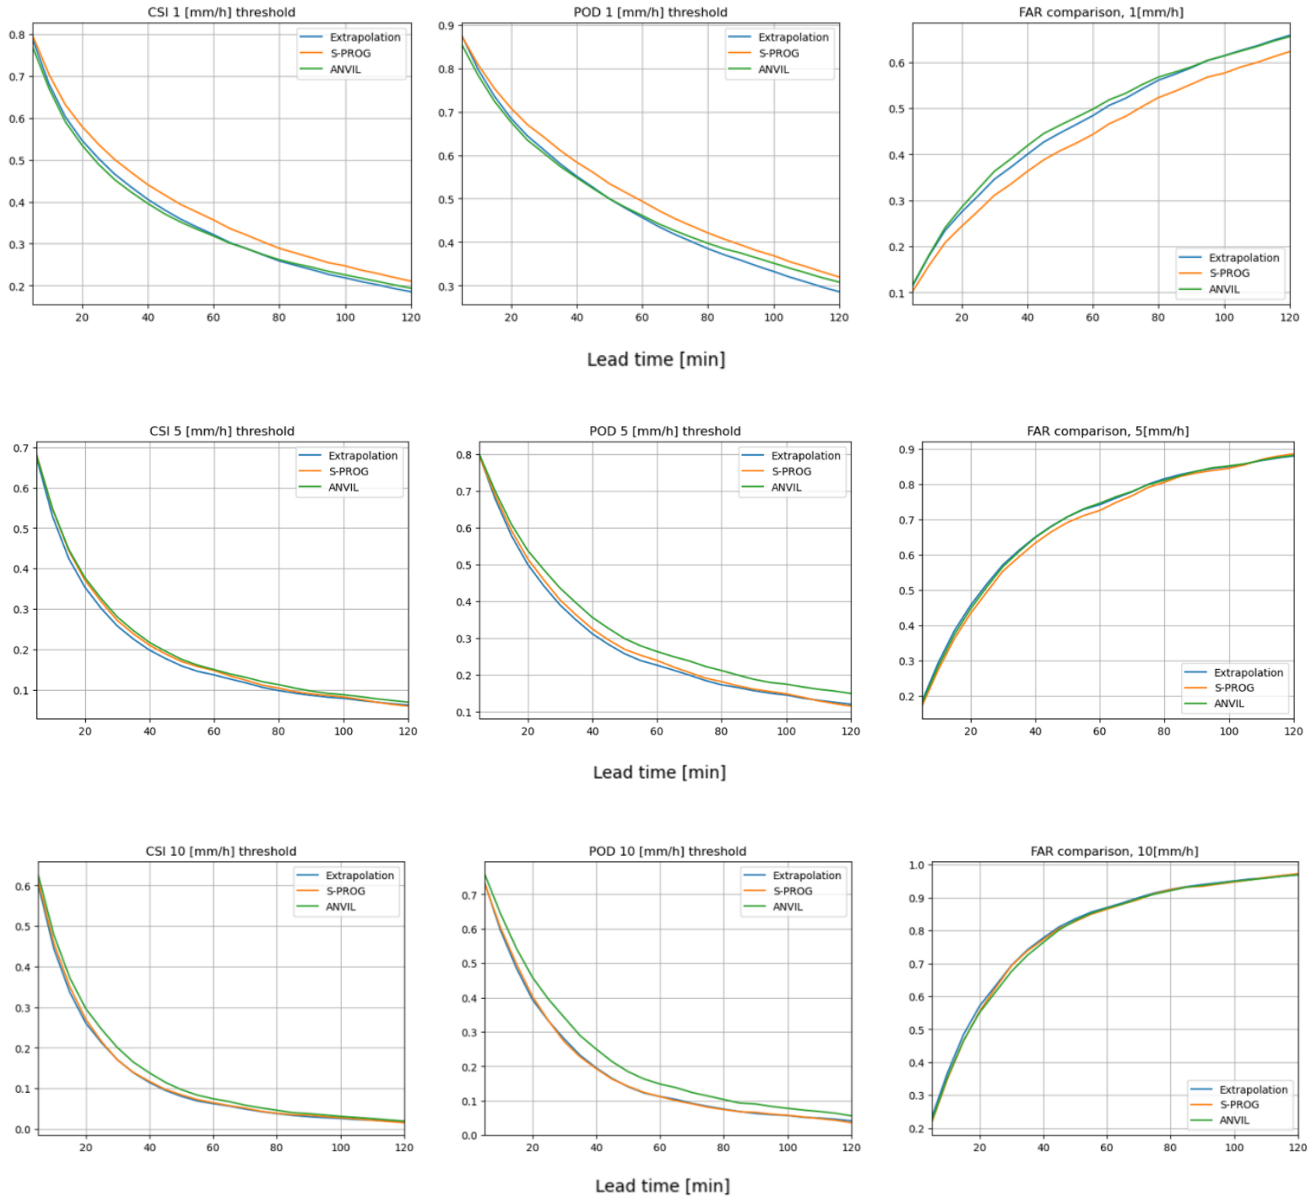 CSI 1 [mm/h] threshold
Extrapolation
S-PROG
ANVIL
0.8
0.7
0.6
0.5
0.4
0.3
0.2
20 40 60 80 100 120
POD 1 [mm/h] threshold
Extrapolation
S-PROG
ANVIL
0.9
0.8
0.7
0.6
0.5
0.4
0.3
20 40 60 80 100 120
FAR comparison, 1[mm/h]
0.6
0.5
0.4
0.3
0.2
0.1
Extrapolation
S-PROG
ANVIL
20 40 60 80 100 120
Lead time [min]
CSI 5 [mm/h] threshold
Extrapolation
S-PROG
ANVIL
0.7
0.6
0.5
0.4
0.3
0.2
0.1
20 40 60 80 100 120
POD 5 [mm/h] threshold
Extrapolation
S-PROG
ANVIL
0.8
0.7
0.6
0.5
0.4
0.3
0.2
0.1
20 40 60 80 100 120
FAR comparison, 5[mm/h]
0.9
0.8
0.7
0.6
0.5
0.4
0.3
0.2
Extrapolation
S-PROG
ANVIL
20 40 60 80 100 120
Lead time [min]
CSI 10 [mm/h] threshold
Extrapolation
S-PROG
ANVIL
0.6
0.5
0.4
0.3
0.2
0.1
0.0
20 40 60 80 100 120
POD 10 [mm/h] threshold
Extrapolation
S-PROG
ANVIL
0.7
0.6
0.5
0.4
0.3
0.2
0.1
0.0
20 40 60 80 100 120
FAR comparison, 10[mm/h]
1.0
0.9
0.8
0.7
0.6
0.5
0.4
0.3
0.2
Extrapolation
S-PROG
ANVIL
20 40 60 80 100 120
Lead time [min]